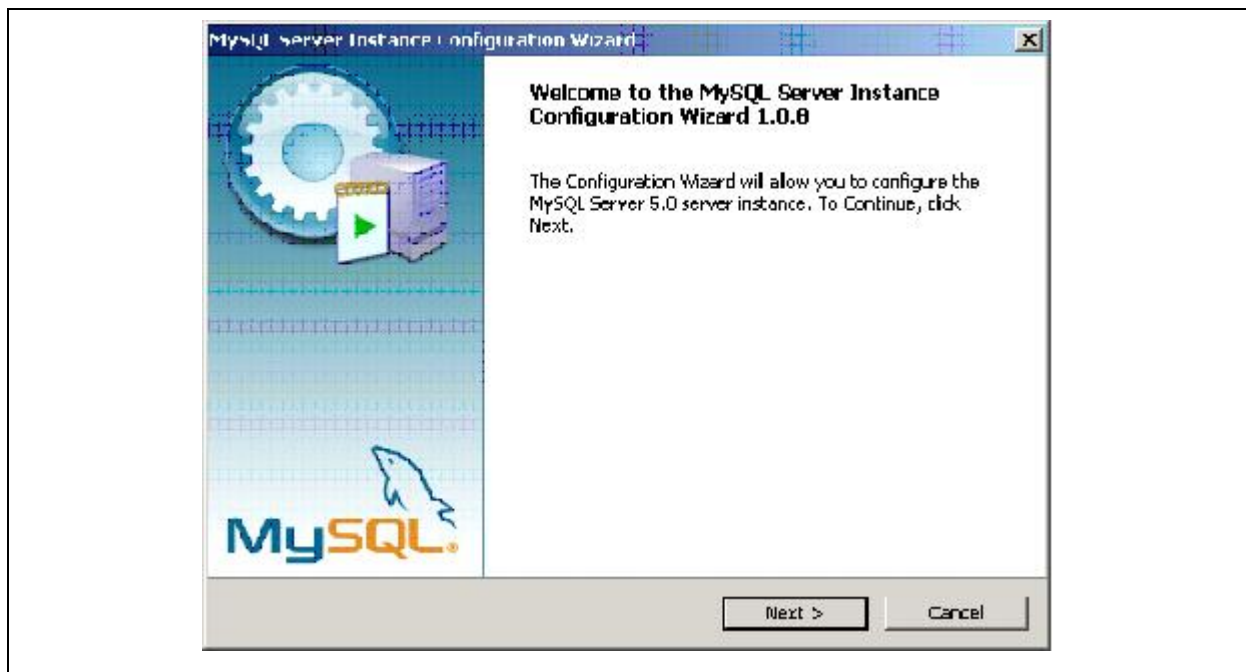 MySQL Server Instance Configuration Wizard
Welcome to the MySQL Server Instance
Configuration Wizard 1.0.8
The Configuration Wizard will allow you to configure the
MySQL Server 5.0 server instance. To Continue, click
Next.
MySQL®
Next >
Cancel